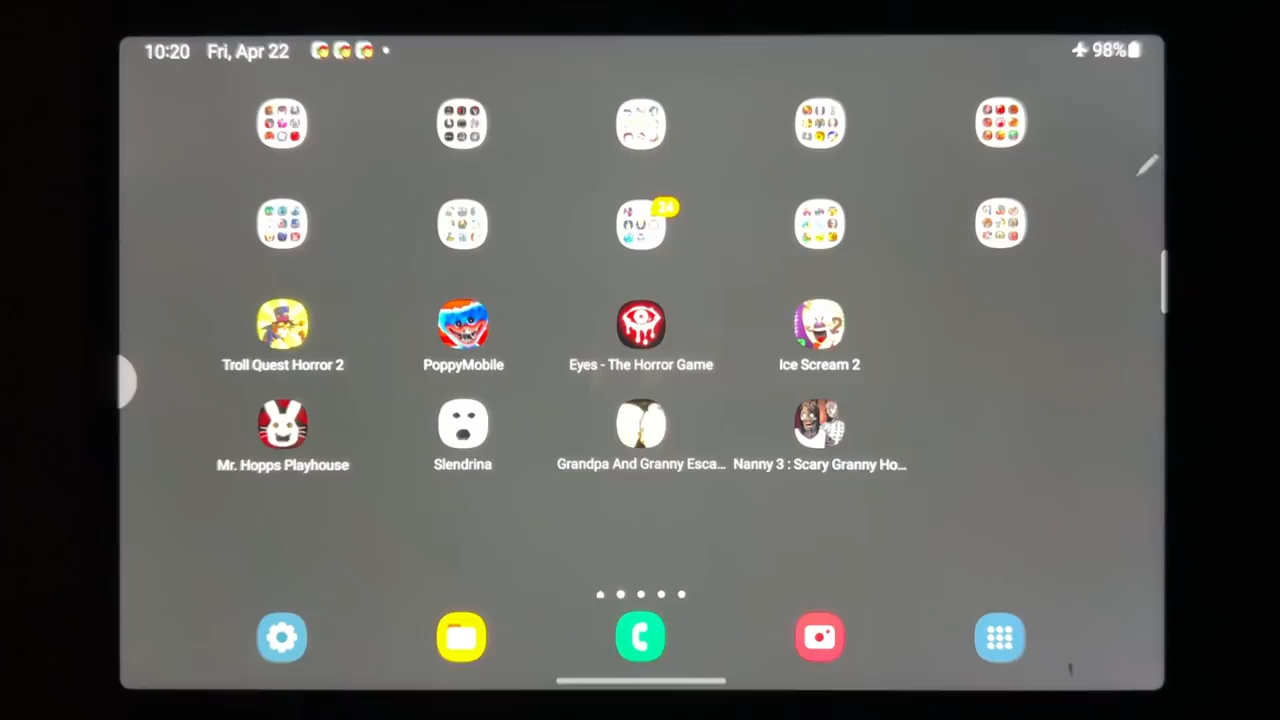 10:20 Fri, Apr 22 98%
24
Troll Quest Horror 2 PoppyMobile Eyes - The Horror Game Ice Scream 2
2
Mr. Hopps Playhouse Slendrina Grandpa And Granny Esca... Nanny 3 : Scary Granny Ho...